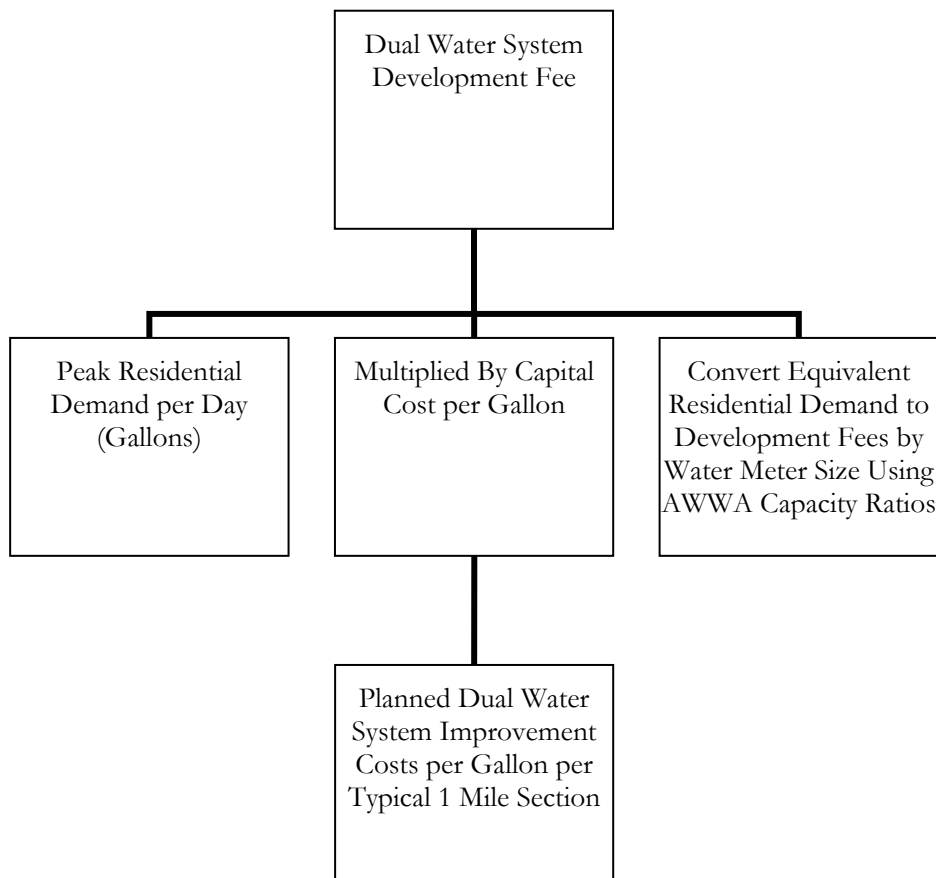 Dual Water System
Development Fee
Peak Residential
Demand per Day
(Gallons)
Multiplied By Capital
Cost per Gallon
Convert Equivalent
Residential Demand to
Development Fees by
Water Meter Size Using
AWWA Capacity Ratios
Planned Dual Water
System Improvement
Costs per Gallon per
Typical 1 Mile Section